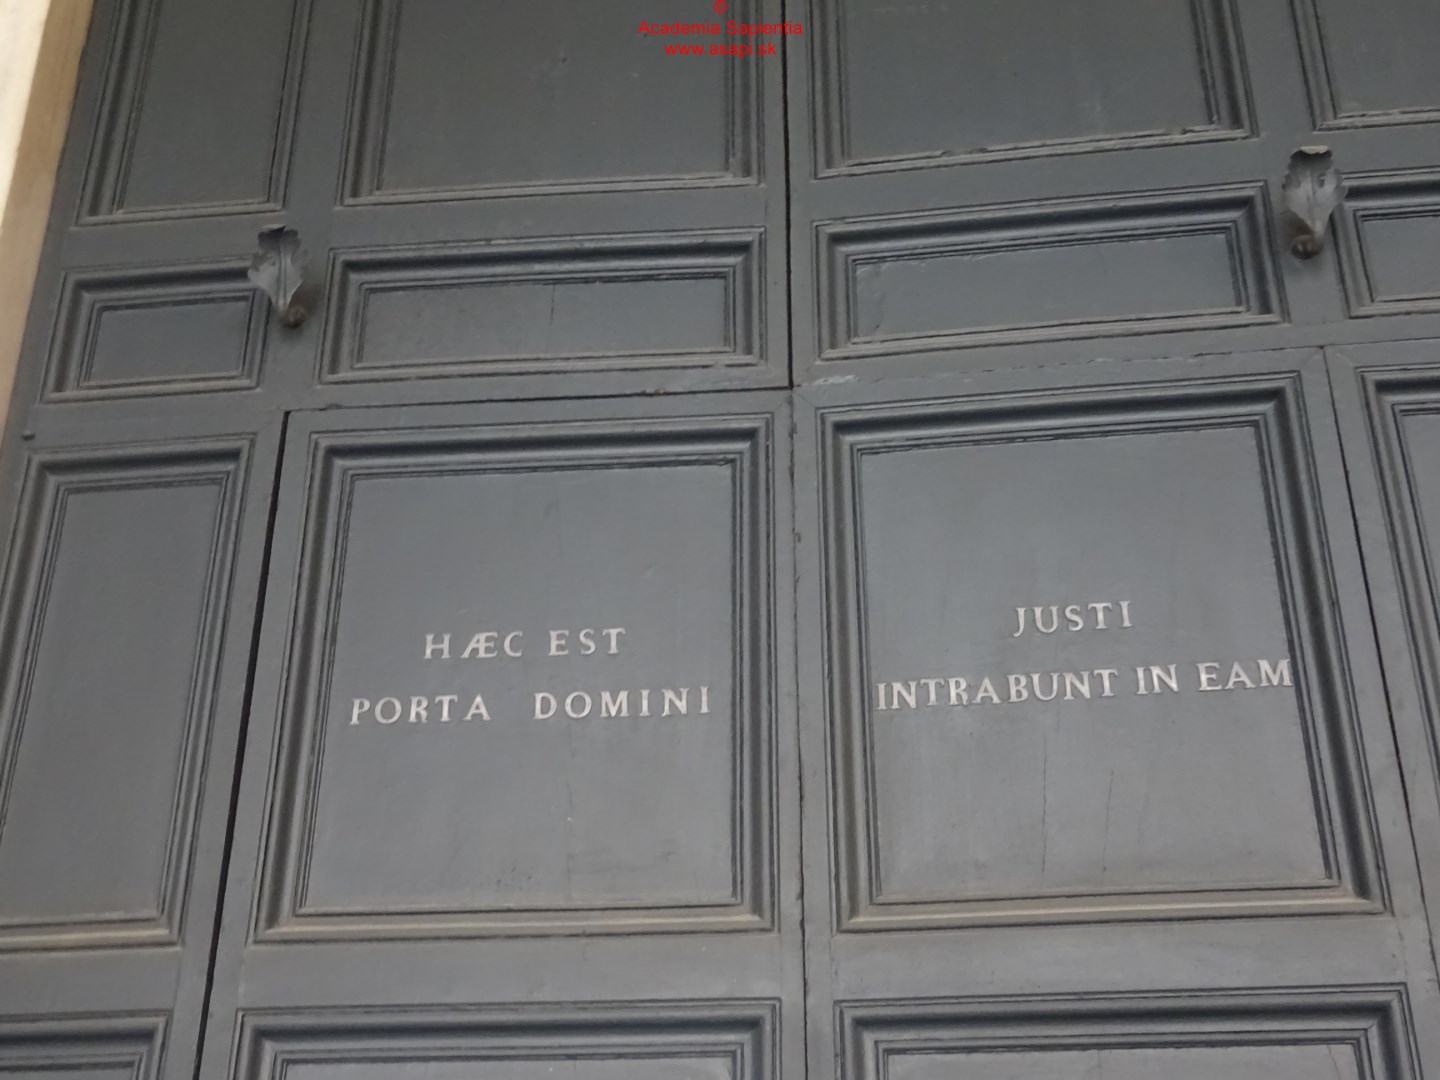 ©
Academia Sapientia
www.asapi.sk
HÆC EST
PORTA DOMINI
JUSTI
INTRABUNT IN EAM